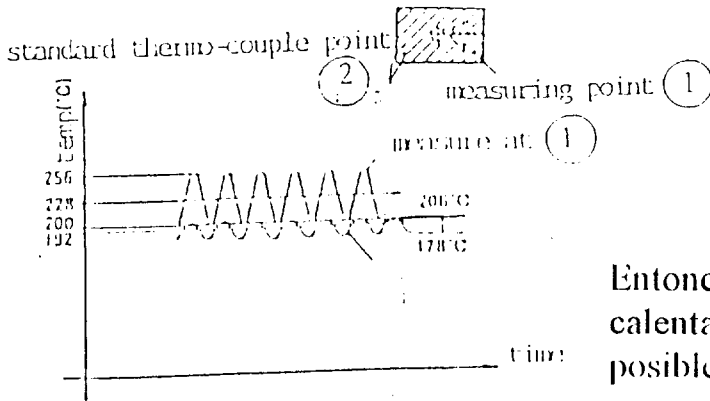 standard thermo-couple point
2
measuring point 1
temp(°C)
measure at 1
256
228
206°C
200
192
178°C
time
Entonc
calenta
posible